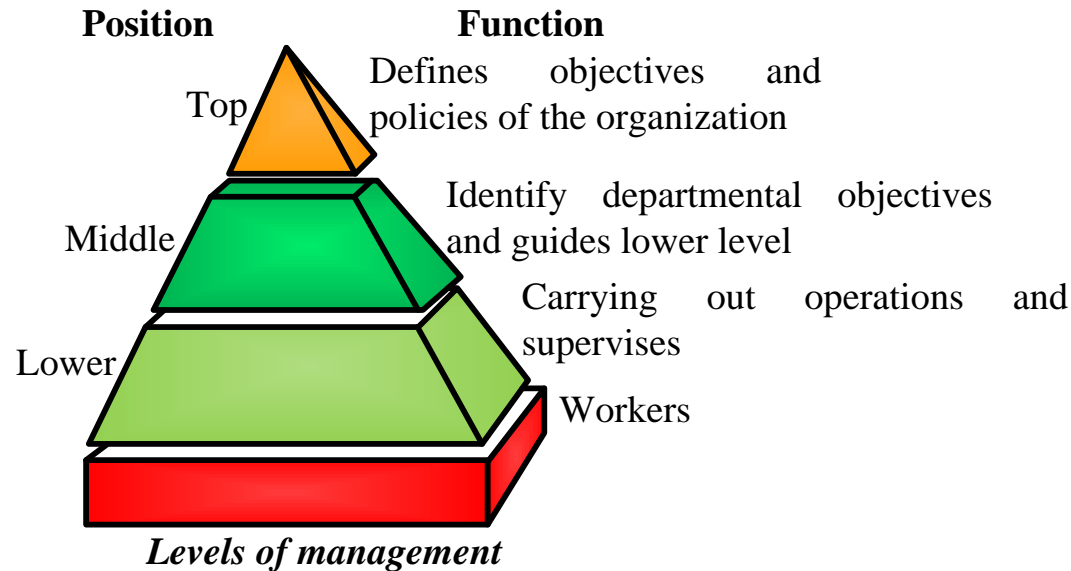 Position Function
Top
Defines objectives and
policies of the organization
Middle
Identify departmental objectives
and guides lower level
Lower
Carrying out operations and
supervises
Workers
Levels of management